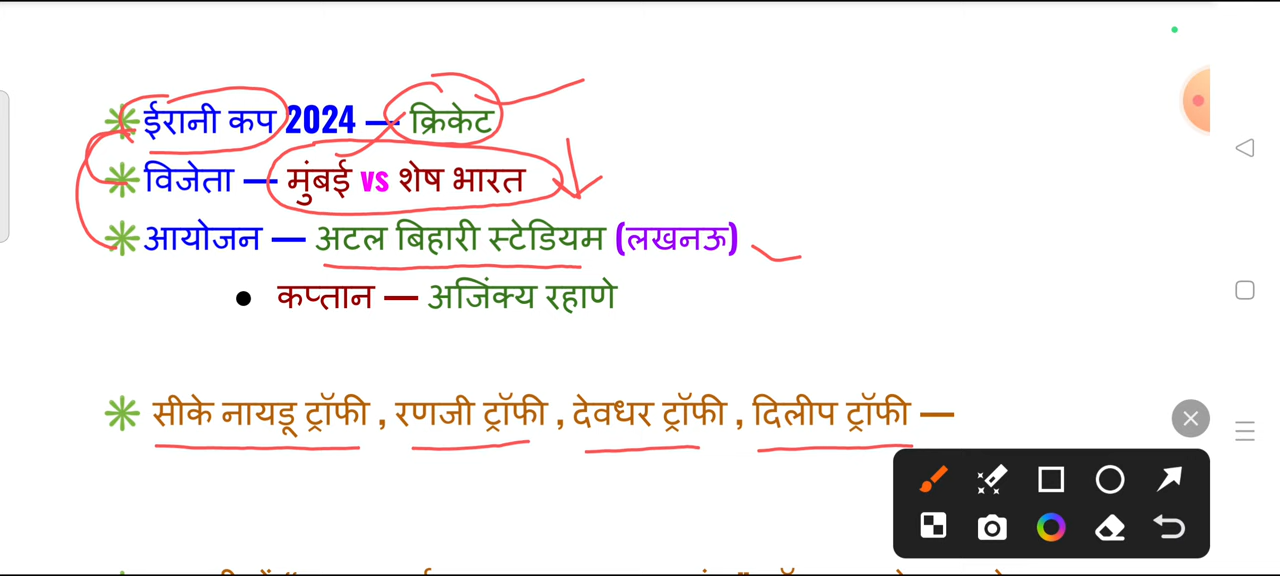 ✳️ईरानी कप 2024 — क्रिकेट
✳️विजेता — मुंबई vs शेष भारत
✳️आयोजन — अटल बिहारी स्टेडियम (लखनऊ)
● कप्तान — अजिंक्य रहाणे
✳️ सीके नायडू ट्रॉफी , रणजी ट्रॉफी , देवधर ट्रॉफी , दिलीप ट्रॉफी —